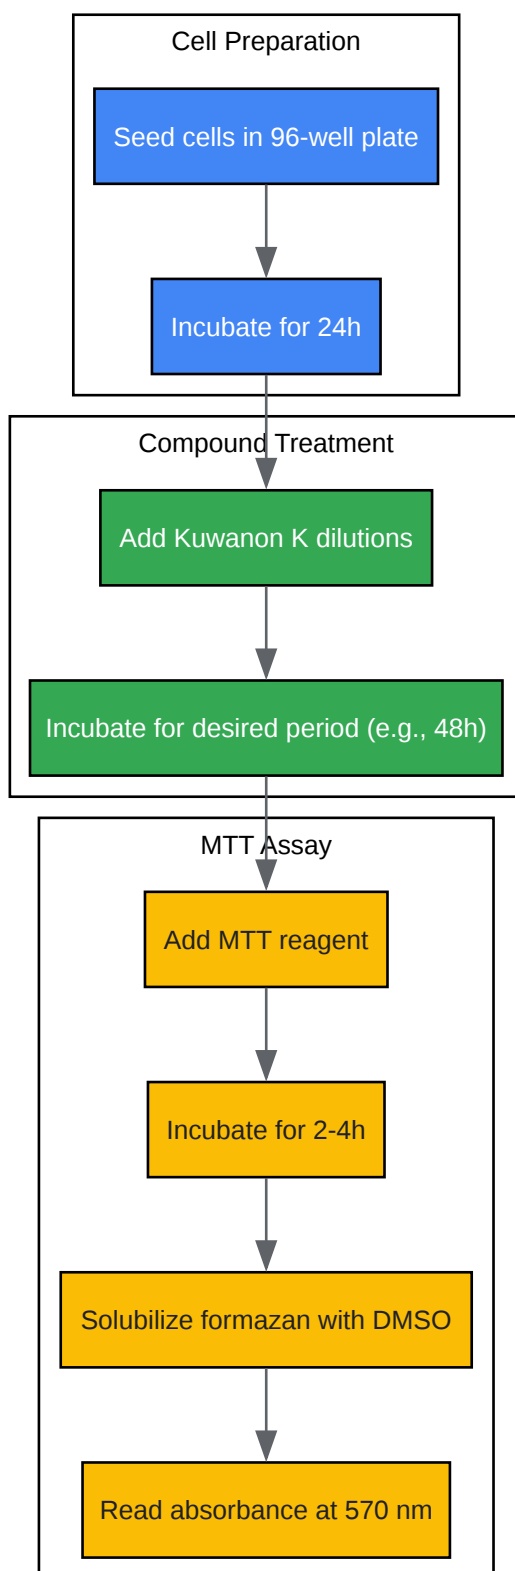 Cell Preparation
Seed cells in 96-well plate
Incubate for 24h
Compound Treatment
Add Kuwanon K dilutions
Incubate for desired period (e.g., 48h)
MTT Assay
Add MTT reagent
Incubate for 2-4h
Solubilize formazan with DMSO
Read absorbance at 570 nm